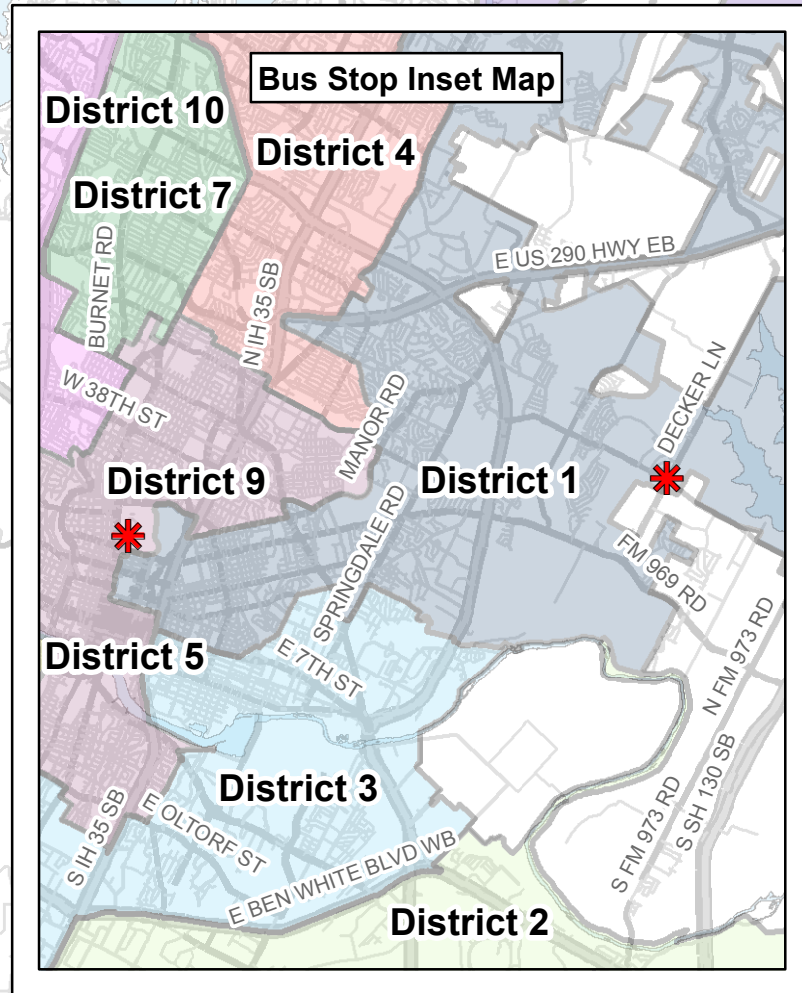 Bus Stop Inset Map
District 10
District 4
District 7
BURNET RD
E US 290 HWY EB
N IH 35 SB
W 38TH ST
DECKER LN
MANOR RD
District 9
District 1
SPRINGDALE RD
FM 969 RD
District 5
E 7TH ST
N FM 973 RD
District 3
S IH 35 SB
E OLTORF ST
S FM 973 RD
S SH 130 SB
E BEN WHITE BLVD WB
District 2